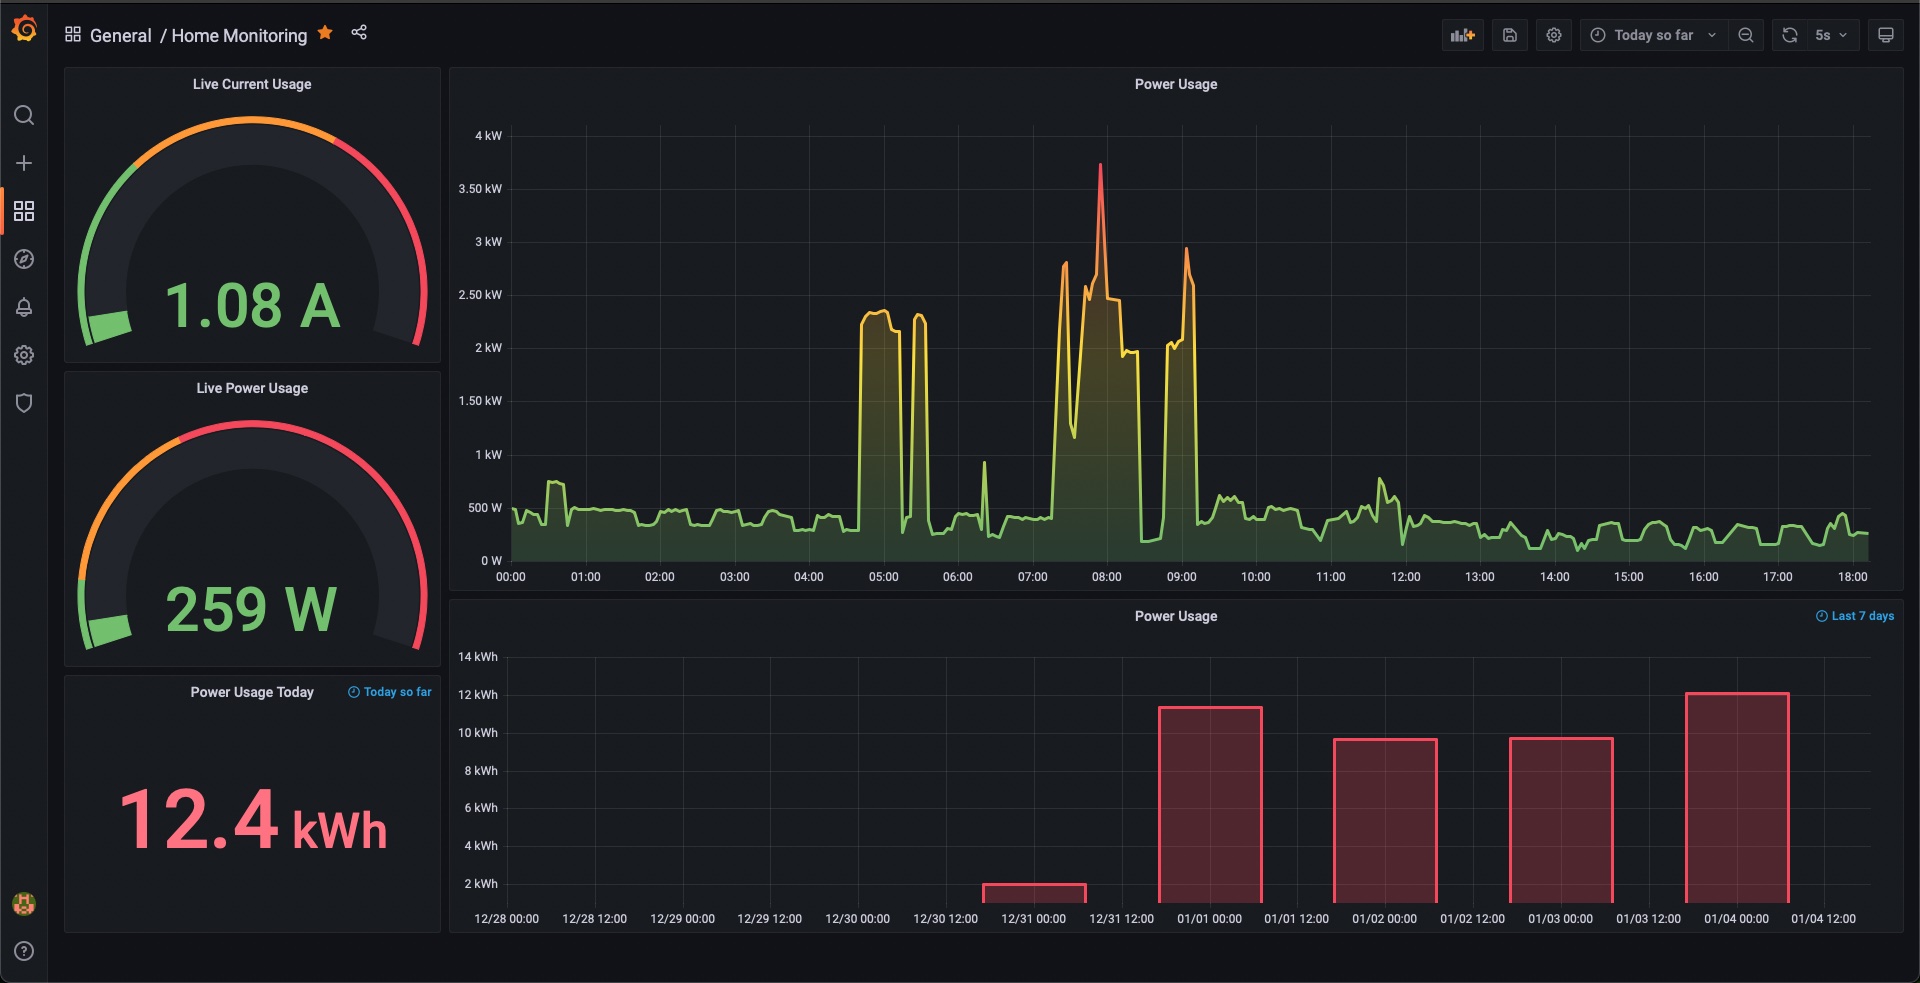 General / Home Monitoring
Today so far
5s
Live Current Usage
1.08 A
Live Power Usage
259 W
Power Usage Today
Today so far
12.4 kWh
Power Usage
4 kW
3.50 kW
3 kW
2.50 kW
2 kW
1.50 kW
1 kW
500 W
0 W
00:00 01:00 02:00 03:00 04:00 05:00 06:00 07:00 08:00 09:00 10:00 11:00 12:00 13:00 14:00 15:00 16:00 17:00 18:00
Power Usage
Last 7 days
14 kWh
12 kWh
10 kWh
8 kWh
6 kWh
4 kWh
2 kWh
12/28 00:00 12/28 12:00 12/29 00:00 12/29 12:00 12/30 00:00 12/30 12:00 12/31 00:00 12/31 12:00 01/01 00:00 01/01 12:00 01/02 00:00 01/02 12:00 01/03 00:00 01/03 12:00 01/04 00:00 01/04 12:00